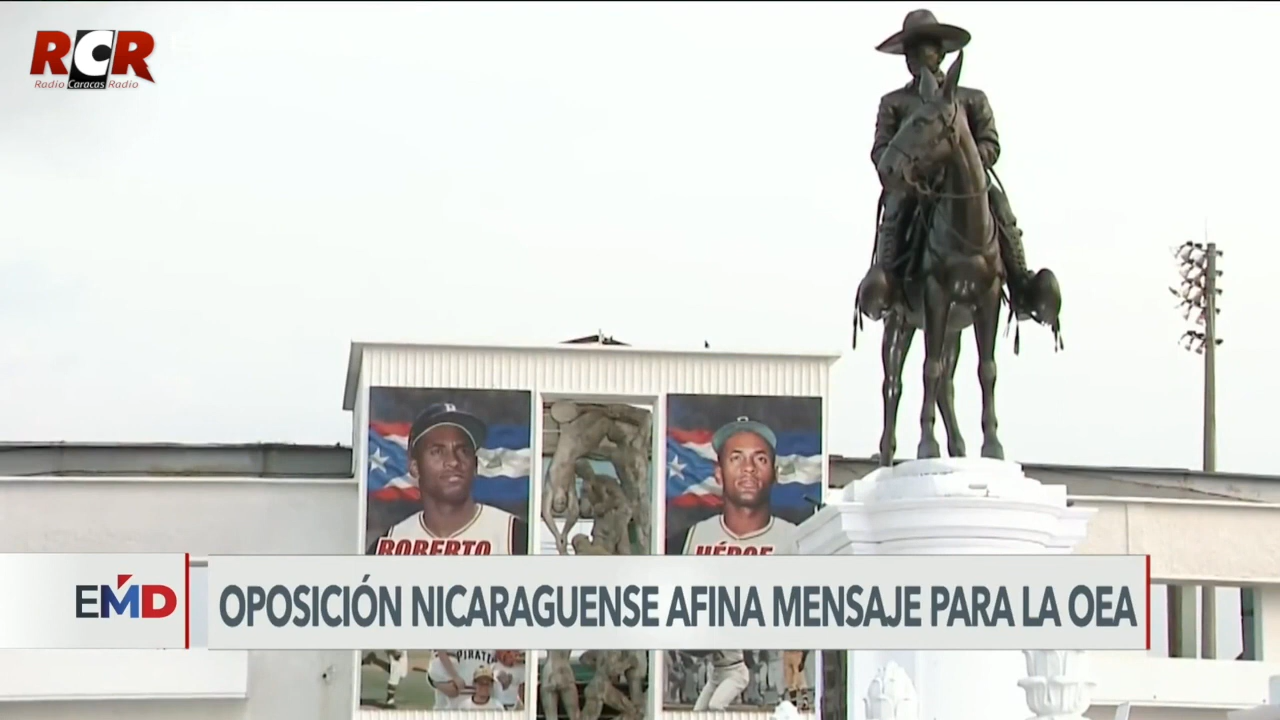 RCR
Radio Caracas Radio
ROBERTO
HÉROE
EMD
OPOSICIÓN NICARAGUENSE AFINA MENSAJE PARA LA OEA